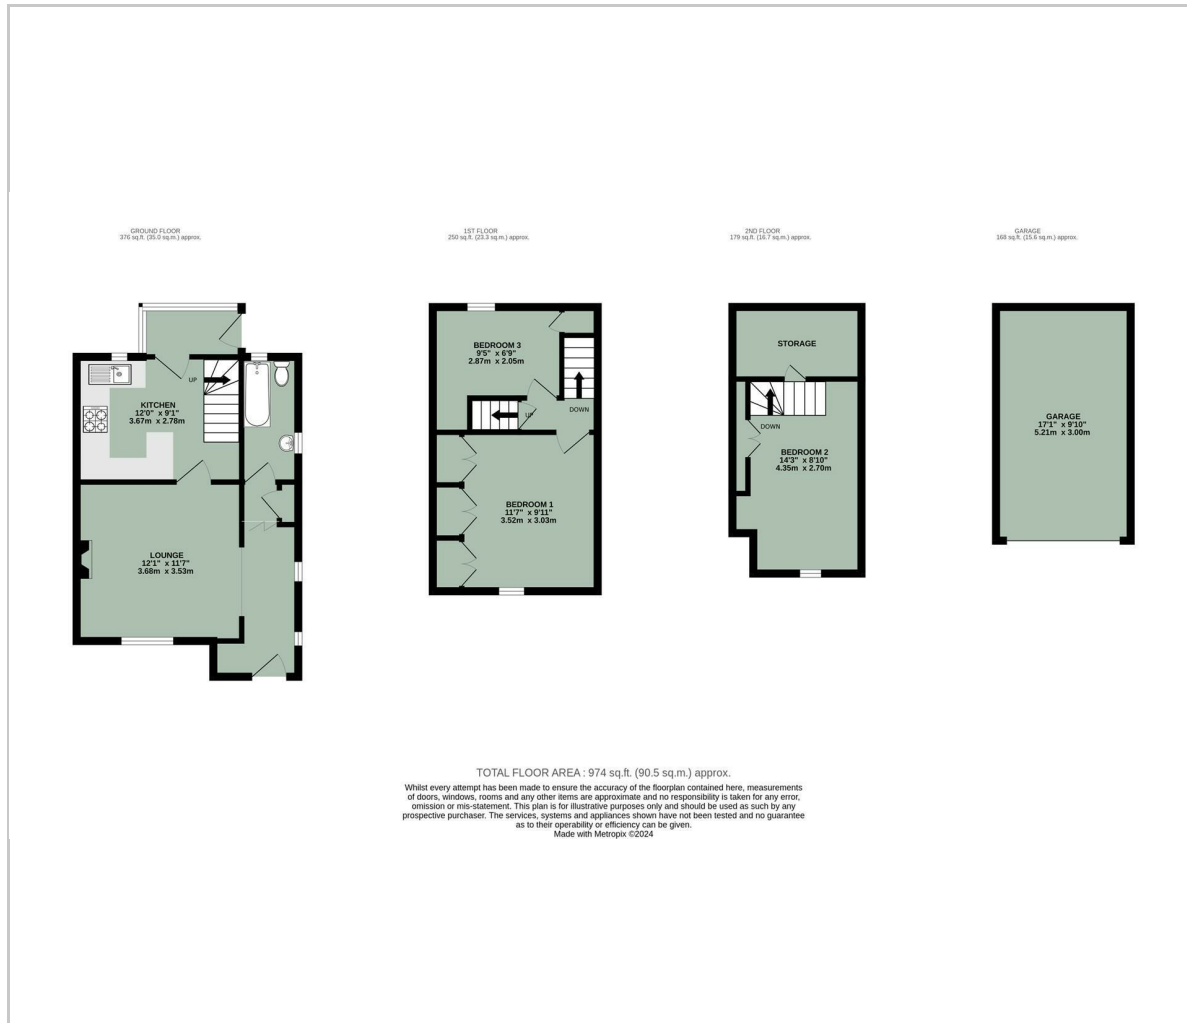 GROUND FLOOR
376 sq.ft. (35.0 sq.m.) approx.
1ST FLOOR
250 sq.ft. (23.3 sq.m.) approx.
2ND FLOOR
179 sq.ft. (16.7 sq.m.) approx.
GARAGE
168 sq.ft. (15.6 sq.m.) approx.
UP
KITCHEN
12'0" x 9'1"
3.67m x 2.78m
LOUNGE
12'1" x 11'7"
3.68m x 3.53m
BEDROOM 3
9'5" x 6'9"
2.87m x 2.05m
UP
DOWN
BEDROOM 1
11'7" x 9'11"
3.52m x 3.03m
STORAGE
DOWN
BEDROOM 2
14'3" x 8'10"
4.35m x 2.70m
GARAGE
17'1" x 9'10"
5.21m x 3.00m
TOTAL FLOOR AREA : 974 sq.ft. (90.5 sq.m.) approx.
Whilst every attempt has been made to ensure the accuracy of the floorplan contained here, measurements
of doors, windows, rooms and any other items are approximate and no responsibility is taken for any error,
omission or mis-statement. This plan is for illustrative purposes only and should be used as such by any
prospective purchaser. The services, systems and appliances shown have not been tested and no guarantee
as to their operability or efficiency can be given.
Made with Metropix ©2024